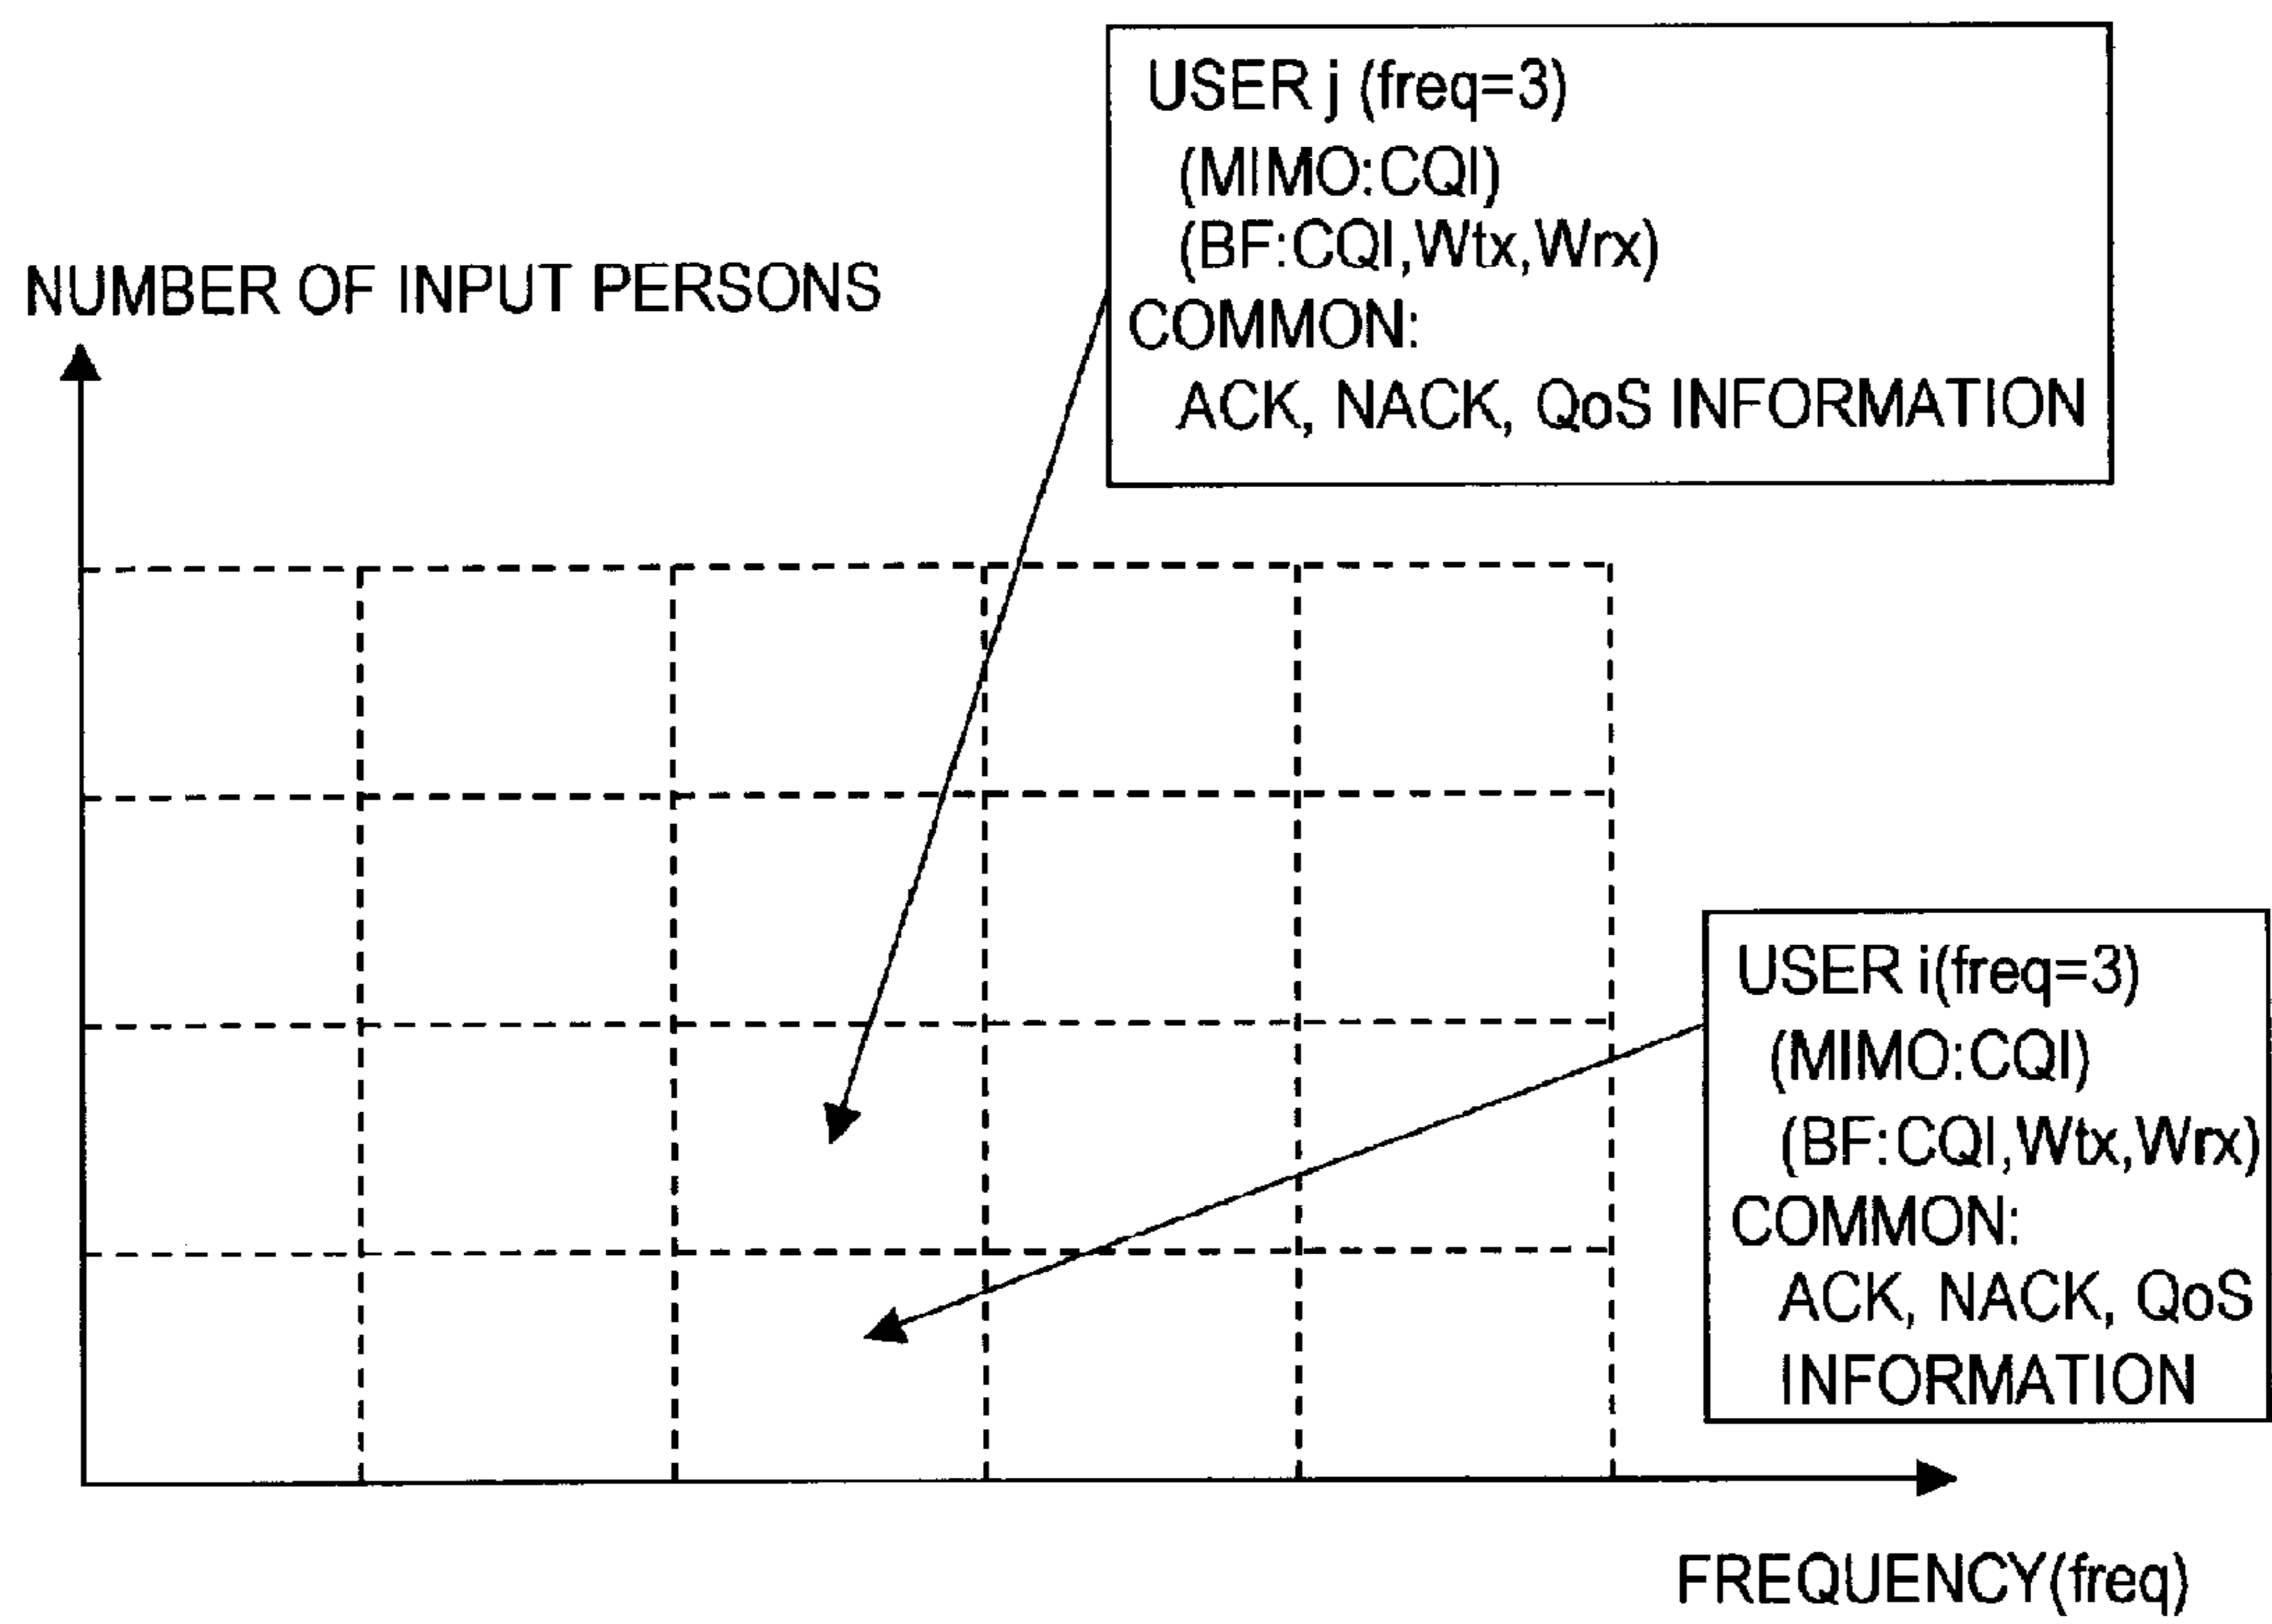 USER j (freq=3)
(MIMO:CQI)
(BF:CQI,Wtx,Wrx)
COMMON:
ACK, NACK, QoS INFORMATION
NUMBER OF INPUT PERSONS
USER i(freq=3)
(MIMO:CQI)
(BF:CQI,Wtx,Wrx)
COMMON:
ACK, NACK, QoS
INFORMATION
FREQUENCY(freq)